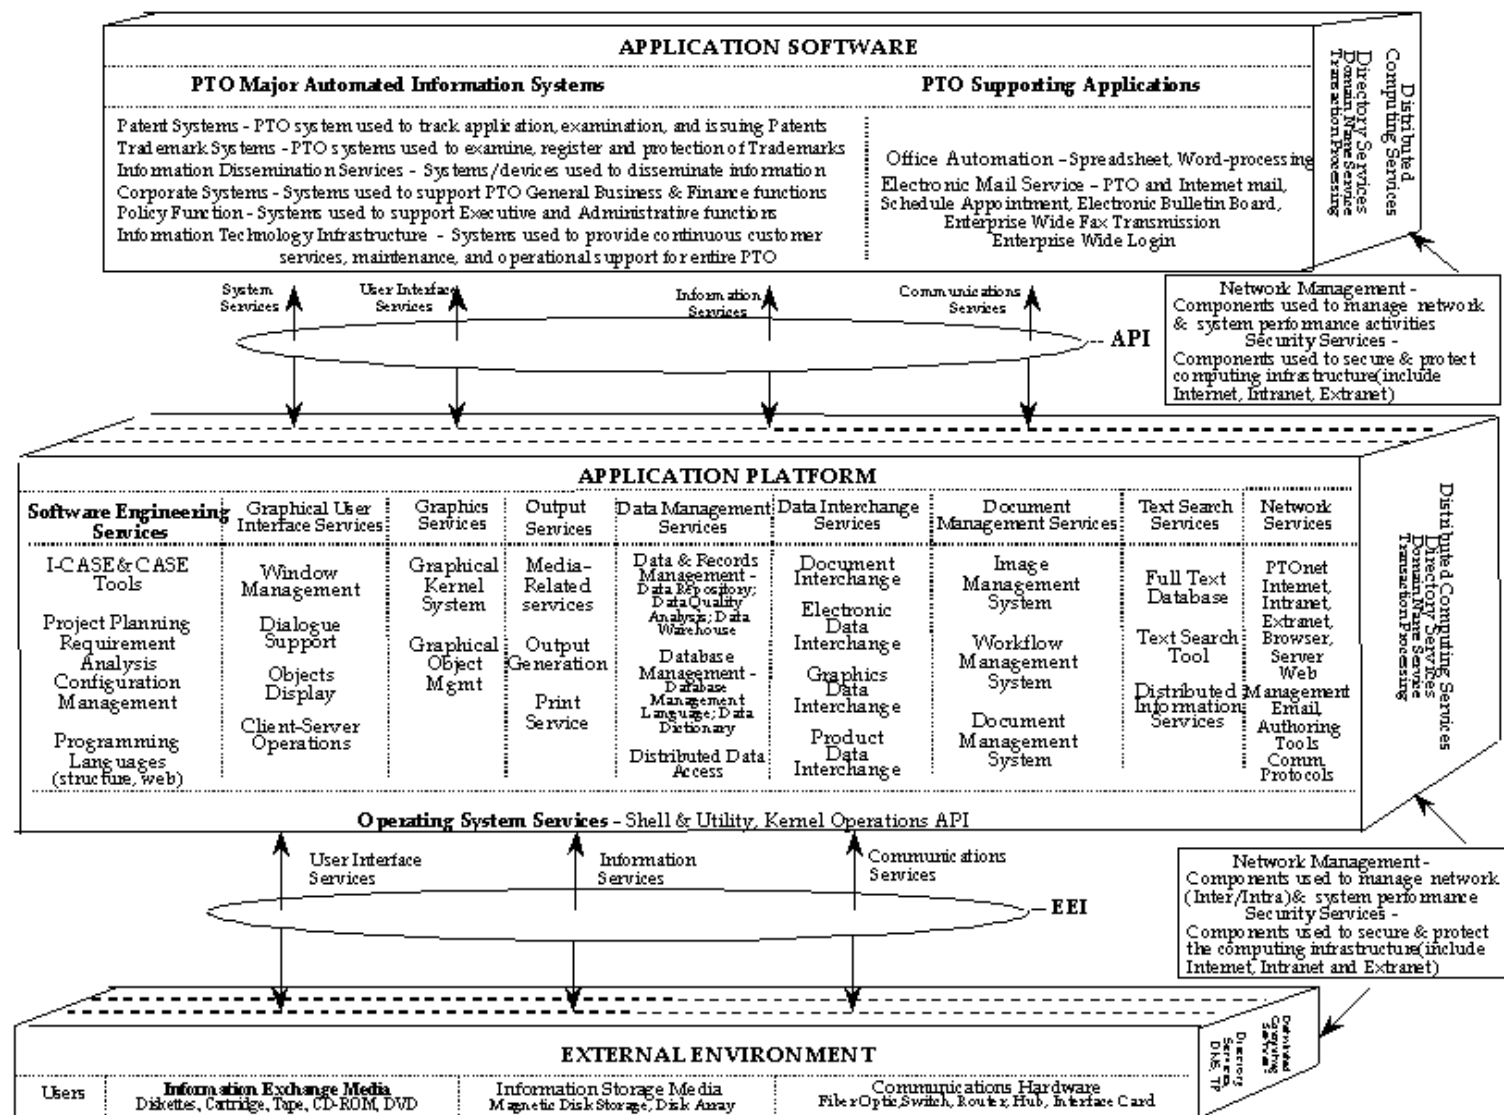 APPLICATION SOFTWARE
PTO Major Automated Information Systems
Patent Systems - PTO system used to track application, examination, and issuing Patents
Trademark Systems - PTO systems used to examine, register and protection of Trademarks
Information Dissemination Services - Systems/devices used to disseminate information
Corporate Systems - Systems used to support PTO General Business & Finance functions
Policy Function - Systems used to support Executive and Administrative functions
Information Technology Infrastructure - Systems used to provide continuous customer
services, maintenance, and operational support for entire PTO
PTO Supporting Applications
Office Automation - Spreadsheet, Word-processing
Electronic Mail Service - PTO and Internet mail,
Schedule Appointment, Electronic Bulletin Board,
Enterprise Wide Fax Transmission
Enterprise Wide Login
Distributed
Computing Services
Directory Services
Domain Name Service
Transaction Processing
System
Services
User Interface
Services
Information
Services
Communications
Services
API
Network Management -
Components used to manage network
& system performance activities
Security Services -
Components used to secure & protect
computing infrastructure(include
Internet, Intranet, Extranet)
APPLICATION PLATFORM
Software Engineering
Services
I-CASE & CASE
Tools
Project Planning
Requirement
Analysis
Configuration
Management
Programming
Languages
(structure, web)
Graphical User
Interface Services
Window
Management
Dialogue
Support
Objects
Display
Client-Server
Operations
Graphics
Services
Graphical
Kernel
System
Graphical
Object
Mgmt
Output
Services
Media-
Related services
Output
Generation
Print
Service
Data Management
Services
Data & Records
Management -
Data Repository;
Data Quality
Analysis; Data
Warehouse
Database
Management -
Database
Management
Language; Data
Dictionary
Distributed Data
Access
Data Interchange
Services
Document
Interchange
Electronic
Data
Interchange
Graphics
Data
Interchange
Product
Data
Interchange
Document
Management Services
Image
Management
System
Workflow
Management
System
Document
Management
System
Text Search
Services
Full Text
Database
Text Search
Tool
Distributed
Information
Services
Network
Services
PTOnet
Internet,
Intranet,
Extranet,
Browser,
Server
Web
Management
Email,
Authoring
Tools
Comm.
Protocols
Operating System Services - Shell & Utility, Kernel Operations API
Distributed Computing Services
Directory Services
Domain Name Service
Transaction Processing
User Interface
Services
Information
Services
Communications
Services
EEI
Network Management -
Components used to manage network
(Inter/Intra)& system performance
Security Services -
Components used to secure & protect
the computing infrastructure(include
Internet, Intranet and Extranet)
EXTERNAL ENVIRONMENT
Users
Information Exchange Media
Diskettes, Cartridge, Tape, CD-ROM, DVD
Information Storage Media
Magnetic Disk Storage, Disk Array
Communications Hardware
Fiber Optic, Switch, Router, Hub, Interface Card
Distributed
Computing
Services
Directory
Services
DNS, TP